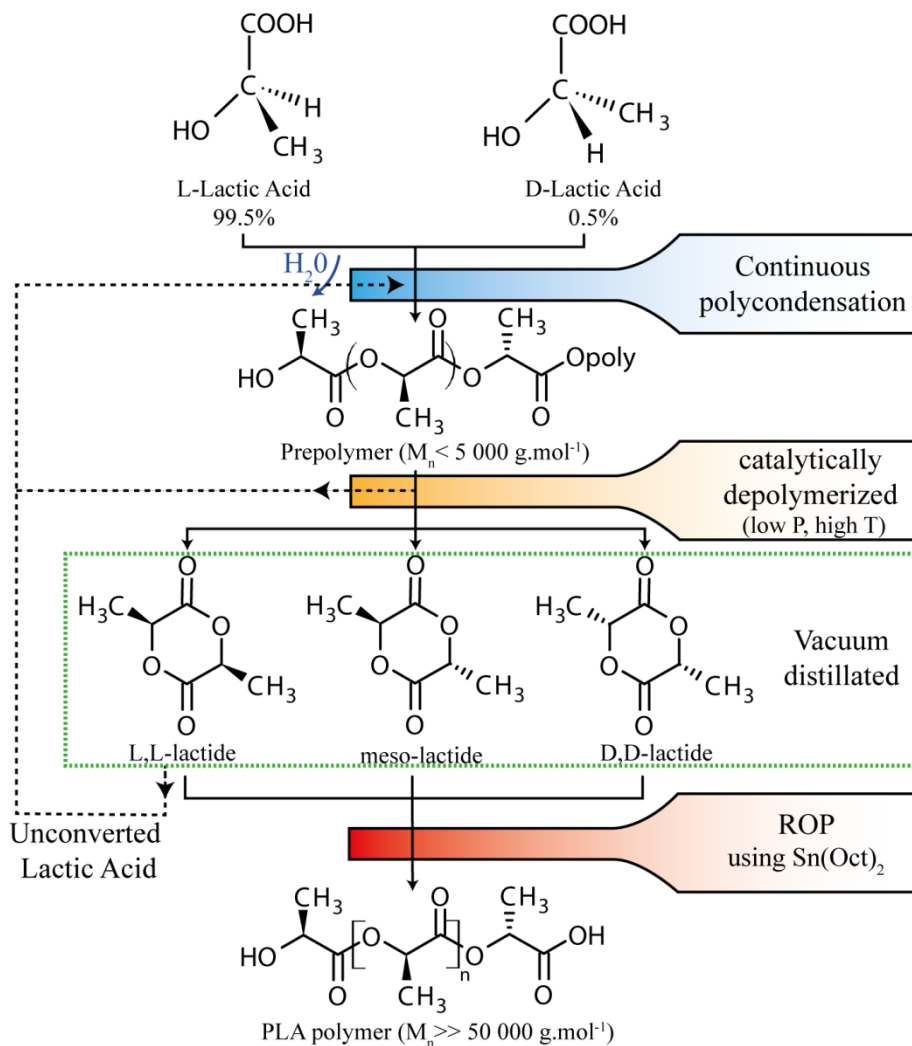 COOH
COOH
C
H
HO
CH3
C
CH3
HO
H
L-Lactic Acid
99.5%
D-Lactic Acid
0.5%
H20
Continuous
polycondensation
CH3
O
CH3
O
O
Opoly
HO
O
O
O
CH3
Prepolymer (Mn< 5 000 g.mol-1)
catalytically
depolymerized
(low P, high T)
O
H3C
O
O
CH3
O
O
H3C
O
O
CH3
O
O
H3C
O
O
CH3
O
Vacuum
distillated
L,L-lactide
meso-lactide
D,D-lactide
Unconverted
Lactic Acid
ROP
using Sn(Oct)2
CH3
O
CH3
O
OH
HO
O
n
O
O
CH3
PLA polymer (Mn>> 50 000 g.mol-1)